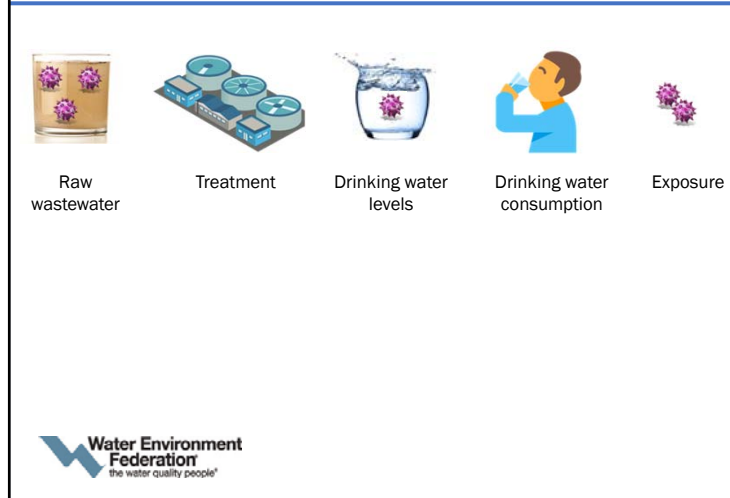 Raw
wastewater
Treatment
Drinking water
levels
Drinking water
consumption
Exposure
Water Environment
Federation
the water quality people®